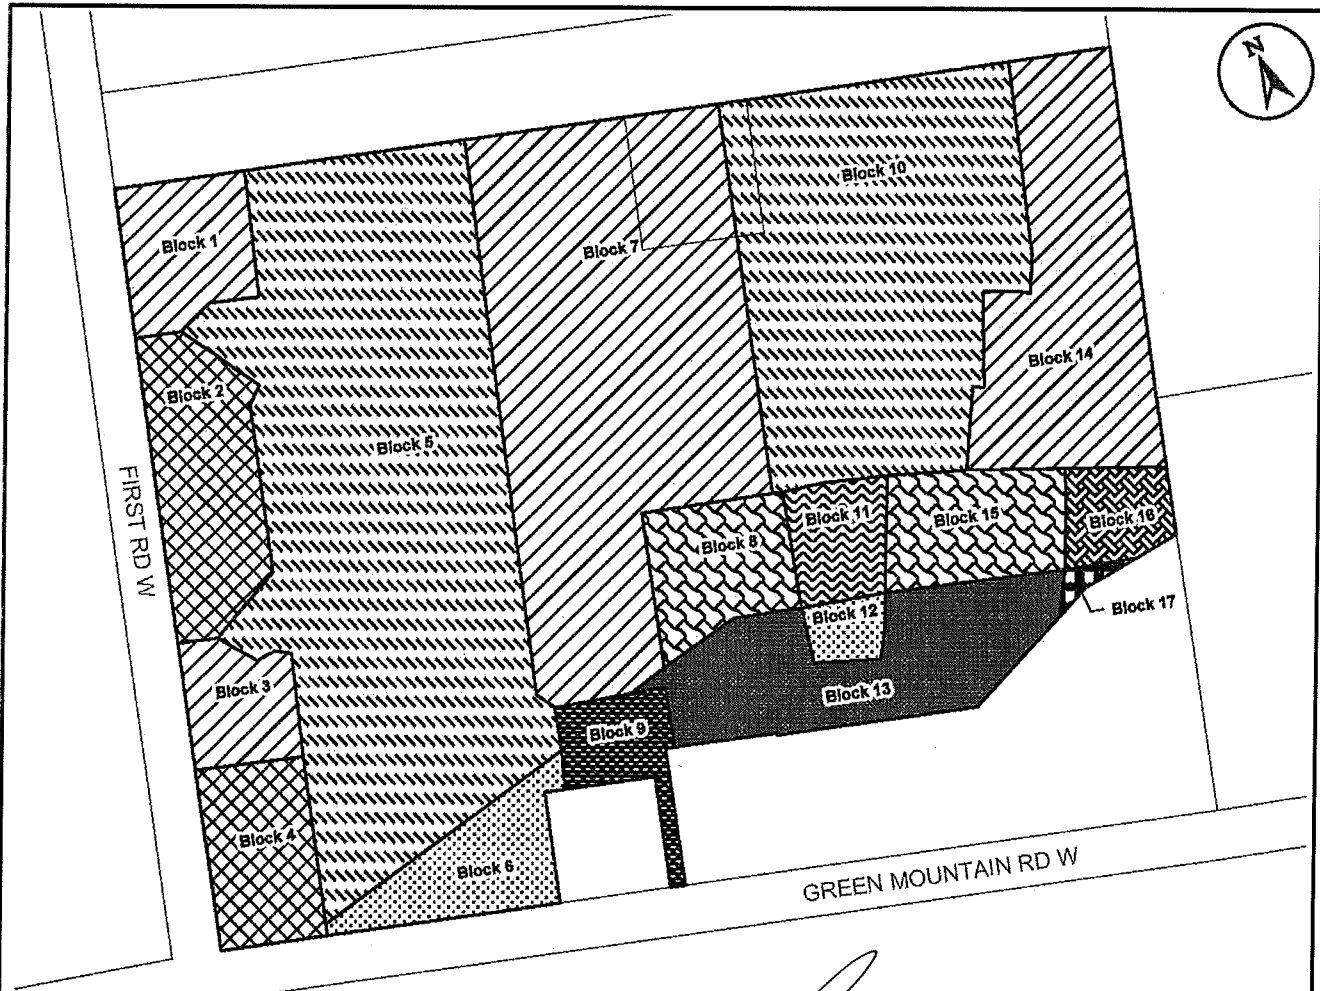 N
Block 10
Block 1
Block 7
Block 14
Block 2
Block 5
FIRST RD W
Block 11
Block 15
Block 16
Block 8
Block 17
Block 12
Block 3
Block 13
Block 9
Block 4
Block 6
GREEN MOUNTAIN RD W